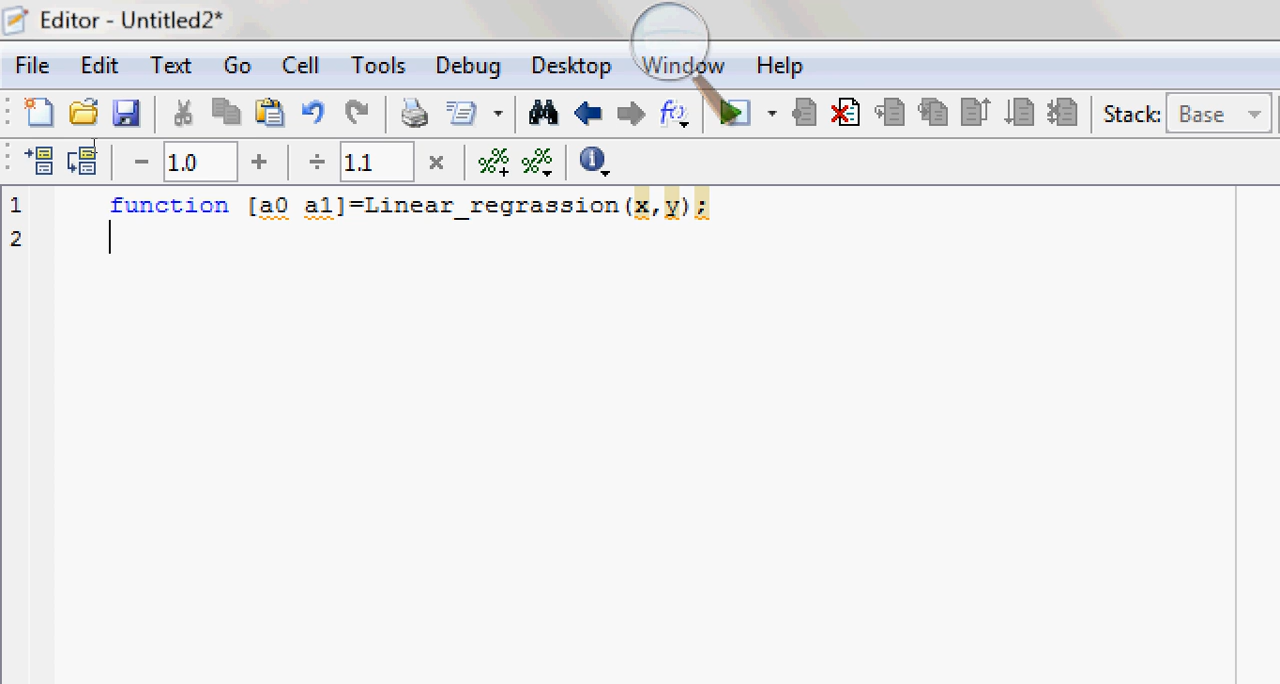 Editor - Untitled2*
File Edit Text Go Cell Tools Debug Desktop Window Help
Stack: Base
1.0 1.1
1 function [a0 a1]=Linear_regrassion(x,y);
2